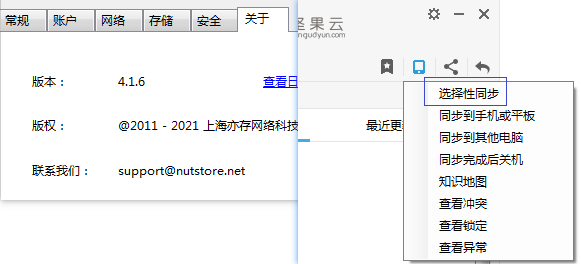 常规 账户 网络 存储 安全 关于
版本： 4.1.6 查看日
版权： @2011 - 2021 上海亦存网络科技
联系我们： support@nutstore.net
坚果云
ngudyun.com
最近更
选择性同步
同步到手机或平板
同步到其他电脑
同步完成后关机
知识地图
查看冲突
查看锁定
查看异常